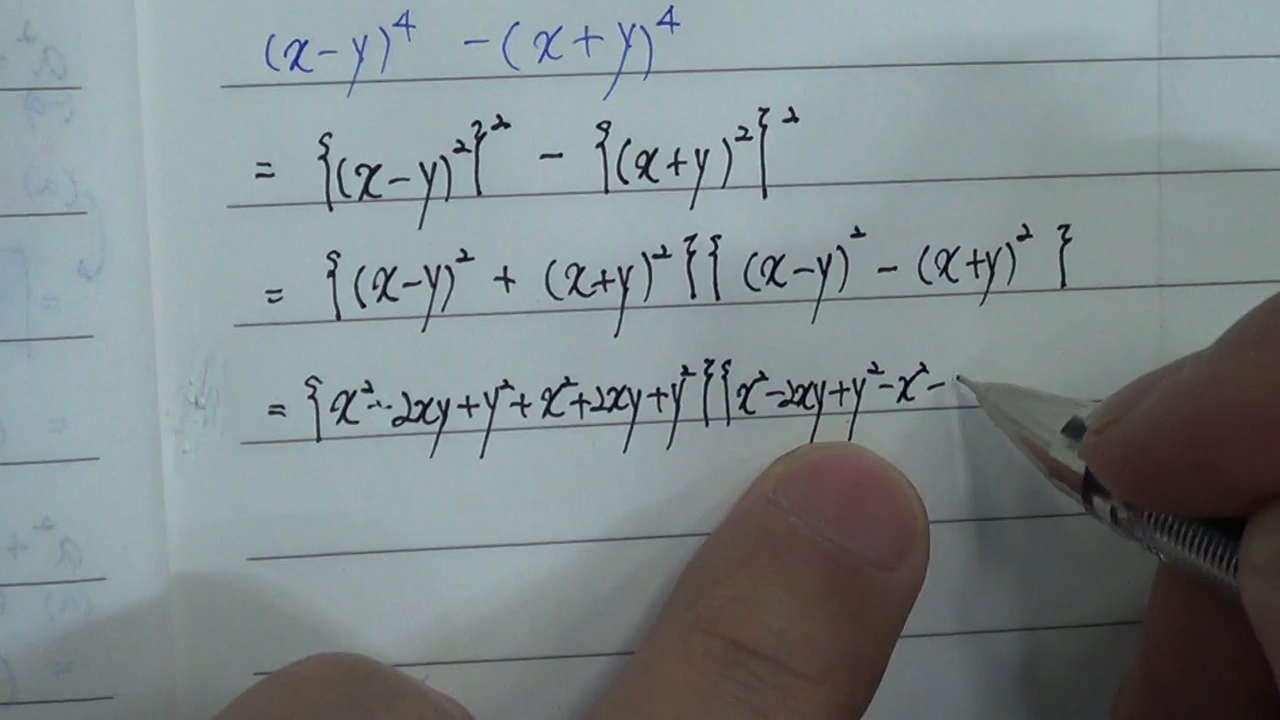 (x-y)⁴ -(x+y)⁴
= {(x-y)²}² - {(x+y)²}²
= {(x-y)² + (x+y)²}{(x-y)² - (x+y)²}
= {x²-2xy+y²+x²+2xy+y²}{x²-2xy+y²-x²-